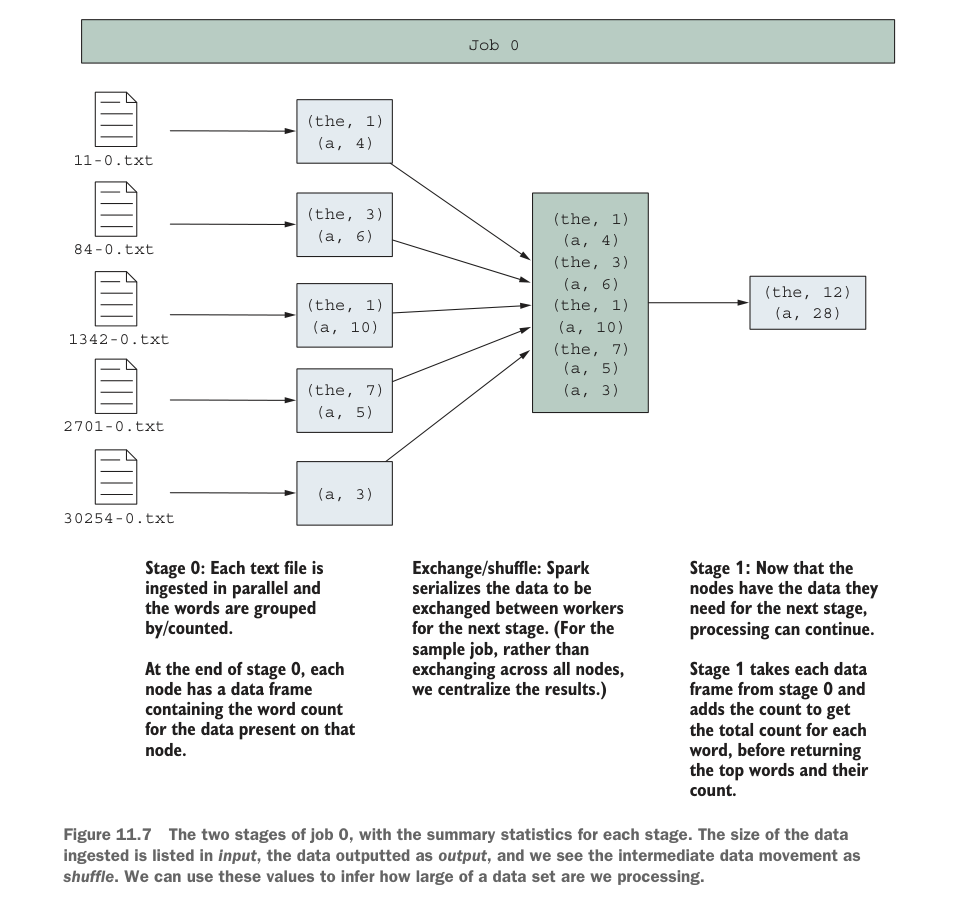 Job 0
11-0.txt
(the, 1)
(a, 4)
84-0.txt
(the, 3)
(a, 6)
1342-0.txt
(the, 1)
(a, 10)
2701-0.txt
(the, 7)
(a, 5)
30254-0.txt
(a, 3)
(the, 1)
(a, 4)
(the, 3)
(a, 6)
(the, 1)
(a, 10)
(the, 7)
(a, 5)
(a, 3)
(the, 12)
(a, 28)
Stage 0: Each text file is
ingested in parallel and
the words are grouped
by/counted.
At the end of stage 0, each
node has a data frame
containing the word count
for the data present on that
node.
Exchange/shuffle: Spark
serializes the data to be
exchanged between workers
for the next stage. (For the
sample job, rather than
exchanging across all nodes,
we centralize the results.)
Stage 1: Now that the
nodes have the data they
need for the next stage,
processing can continue.
Stage 1 takes each data
frame from stage 0 and
adds the count to get
the total count for each
word, before returning
the top words and their
count.
Figure 11.7 The two stages of job 0, with the summary statistics for each stage. The size of the data
ingested is listed in input, the data outputted as output, and we see the intermediate data movement as
shuffle. We can use these values to infer how large of a data set are we processing.